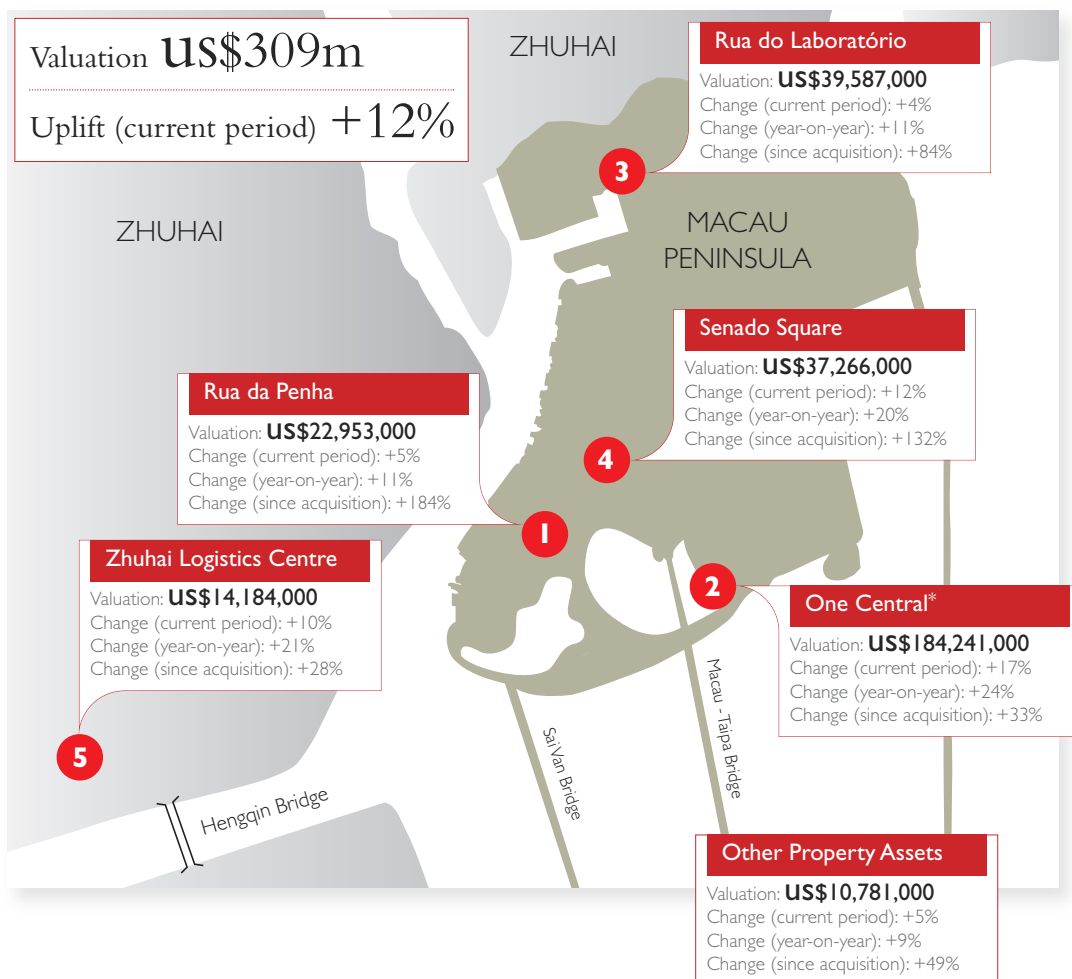 Valuation US$309m
Uplift (current period) +12%
ZHUHAI
Rua do Laboratório
Valuation: US$39,587,000
Change (current period): +4%
Change (year-on-year): +11%
Change (since acquisition): +84%
3
ZHUHAI
MACAU
PENINSULA
Senado Square
Valuation: US$37,266,000
Change (current period): +12%
Change (year-on-year): +20%
Change (since acquisition): +132%
4
Rua da Penha
Valuation: US$22,953,000
Change (current period): +5%
Change (year-on-year): +11%
Change (since acquisition): +184%
1
Zhuhai Logistics Centre
Valuation: US$14,184,000
Change (current period): +10%
Change (year-on-year): +21%
Change (since acquisition): +28%
5
2
One Central*
Valuation: US$184,241,000
Change (current period): +17%
Change (year-on-year): +24%
Change (since acquisition): +33%
Macau - Taipa Bridge
Sai Van Bridge
Hengqin Bridge
Other Property Assets
Valuation: US$10,781,000
Change (current period): +5%
Change (year-on-year): +9%
Change (since acquisition): +49%